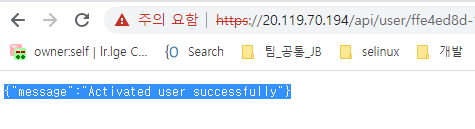 주의 요함 https://20.119.70.194/api/user/ffe4ed8d-
owner:self | lr.lge C... Search 팀_공통_JB selinux 개발
{"message":"Activated user successfully"}